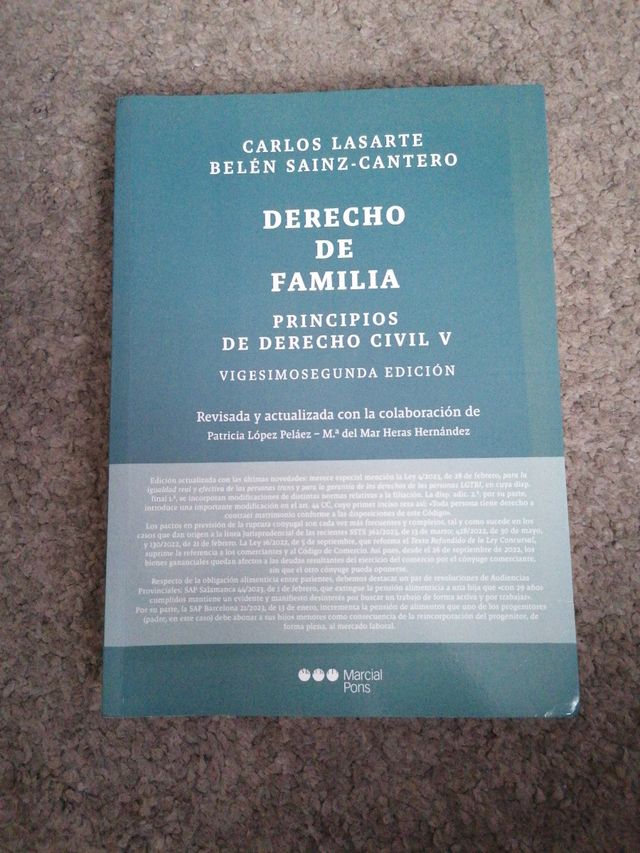 CARLOS LASARTE
BELÉN SAINZ-CANTERO
DERECHO
DE
FAMILIA
PRINCIPIOS
DE DERECHO CIVIL V
VIGESIMOSEGUNDA EDICIÓN
Revisada y actualizada con la colaboración de
Patricia López Peláez – M.ª del Mar Heras Hernández
Edición actualizada con las últimas novedades: merece especial mención la Ley 4/2023, de 28 de febrero, para la
igualdad real y efectiva de las personas trans y para la garantía de los derechos de las personas LGTBI, en cuya disp.
final 1.ª, se incorporan modificaciones de distintas normas relativas a la filiación. La disp. adic. 2.ª, por su parte,
introduce una importante modificación en el art. 44 CC, cuyo primer inciso reza así: «Toda persona tiene derecho a
contraer matrimonio conforme a las disposiciones de este Código».
Los pactos en previsión de la ruptura conyugal son cada vez más frecuentes y complejos, tal y como sucede en los
casos que dan origen a la línea jurisprudencial de las recientes SSTS 362/2023, de 13 de marzo; 428/2022, de 30 de mayo,
y 130/2022, de 21 de febrero. La Ley 16/2022, de 5 de septiembre, que reforma el Texto Refundido de la Ley Concursal,
suprime la referencia a los comerciantes y al Código de Comercio. Así pues, desde el 26 de septiembre de 2022, los
bienes gananciales quedan afectos a las deudas resultantes del ejercicio del comercio por el cónyuge comerciante,
sin que el otro cónyuge pueda oponerse.
Respecto de la obligación alimenticia entre parientes, debemos destacar un par de resoluciones de Audiencias
Provinciales: SAP Salamanca 44/2023, de 1 de febrero, que extingue la pensión alimenticia a una hija que «con 29 años
cumplidos mantiene un evidente y manifiesto desinterés por buscar un trabajo de forma activa y por trabajar».
Por su parte, la SAP Barcelona 21/2023, de 13 de enero, incrementa la pensión de alimentos que uno de los progenitores
(padre, en este caso) debe abonar a sus hijos menores como consecuencia de la reincorporación del progenitor, de
forma plena, al mercado laboral.
Marcial
Pons